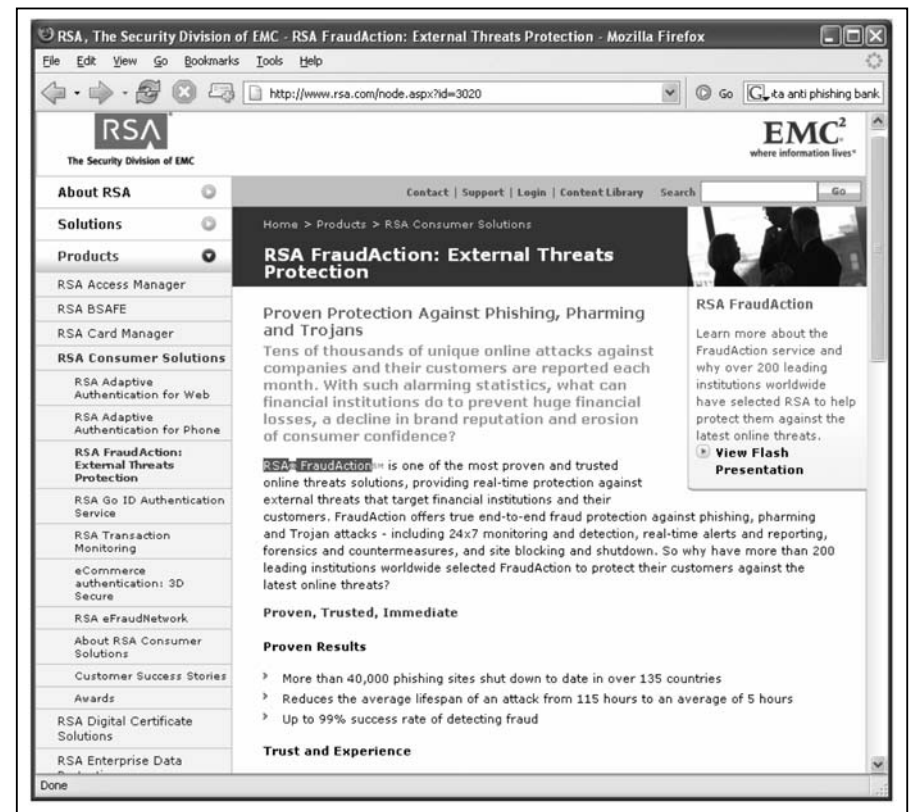 RSA, The Security Division of EMC - RSA FraudAction: External Threats Protection - Mozilla Firefox
File Edit View Go Bookmarks Tools Help
http://www.rsa.com/node.aspx?id=3020
Go
G
ta anti phishing bank
RSA
The Security Division of EMC
EMC²
where information lives®
About RSA
Solutions
Products
RSA Access Manager
RSA BSAFE
RSA Card Manager
RSA Consumer Solutions
RSA Adaptive
Authentication for Web
RSA Adaptive
Authentication for Phone
RSA FraudAction:
External Threats
Protection
RSA Go ID Authentication
Service
RSA Transaction
Monitoring
eCommerce
authentication: 3D
Secure
RSA eFraudNetwork
About RSA Consumer
Solutions
Customer Success Stories
Awards
RSA Digital Certificate
Solutions
RSA Enterprise Data
Contact | Support | Login | Content Library Search Go
Home > Products > RSA Consumer Solutions
RSA FraudAction: External Threats
Protection
Proven Protection Against Phishing, Pharming
and Trojans
Tens of thousands of unique online attacks against
companies and their customers are reported each
month. With such alarming statistics, what can
financial institutions do to prevent huge financial
losses, a decline in brand reputation and erosion
of consumer confidence?
RSA® FraudAction℠ is one of the most proven and trusted
online threats solutions, providing real-time protection against
external threats that target financial institutions and their
customers. FraudAction offers true end-to-end fraud protection against phishing, pharming
and Trojan attacks - including 24x7 monitoring and detection, real-time alerts and reporting,
forensics and countermeasures, and site blocking and shutdown. So why have more than 200
leading institutions worldwide selected FraudAction to protect their customers against the
latest online threats?
Proven, Trusted, Immediate
Proven Results
More than 40,000 phishing sites shut down to date in over 135 countries
Reduces the average lifespan of an attack from 115 hours to an average of 5 hours
Up to 99% success rate of detecting fraud
Trust and Experience
RSA FraudAction
Learn more about the
FraudAction service and
why over 200 leading
institutions worldwide
have selected RSA to help
protect them against the
latest online threats.
View Flash
Presentation
Done